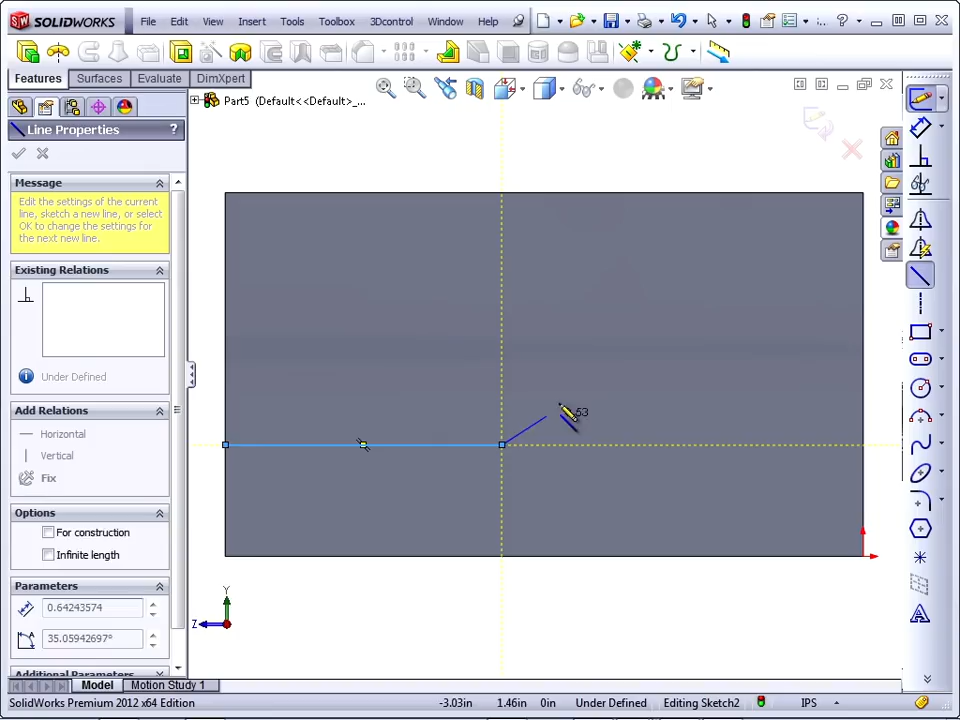 SOLIDWORKS File Edit View Insert Tools Toolbox 3Dcontrol Window Help ... ?
Features Surfaces Evaluate DimXpert
Part5 (Default<<Default>_...
Line Properties ?
Message
Edit the settings of the current
line, sketch a new line, or select
OK to change the settings for
the next new line.
Existing Relations
Under Defined
Add Relations
Horizontal
Vertical
Fix
Options
For construction
Infinite length
Parameters
0.64243574
35.05942697°
Additional Parameters
53
Y
Z
A
Model Motion Study 1
SolidWorks Premium 2012 x64 Edition -3.03in 1.46in 0in Under Defined Editing Sketch2 IPS